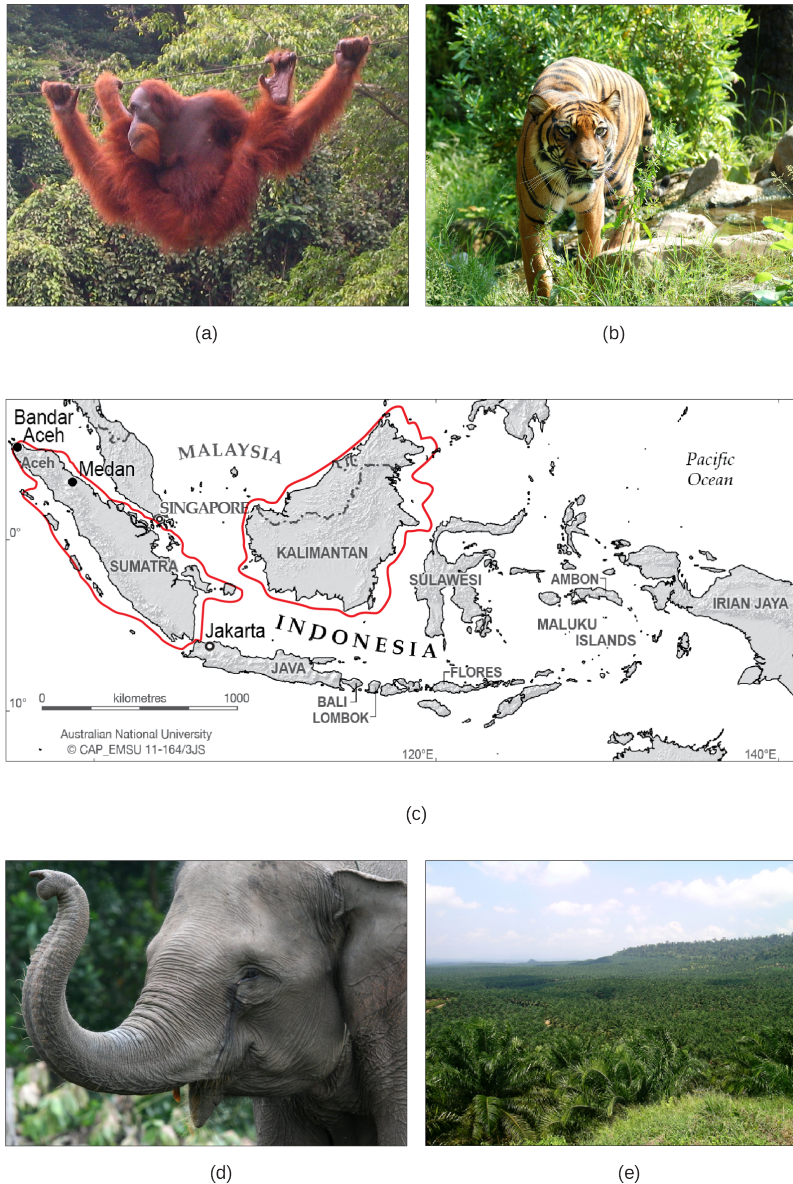 (a)
(b)
Bandar
Aceh
Aceh
Medan
MALAYSIA
SINGAPORE
Pacific
Ocean
0°
SUMATRA
KALIMANTAN
SULAWESI
AMBON
IRIAN JAYA
MALUKU
ISLANDS
Jakarta
INDONESIA
JAVA
FLORES
BALI
LOMBOK
0 kilometres 1000
10°
Australian National University
© CAP_EMSU 11-164/3JS
120°E
140°E
(c)
(d)
(e)